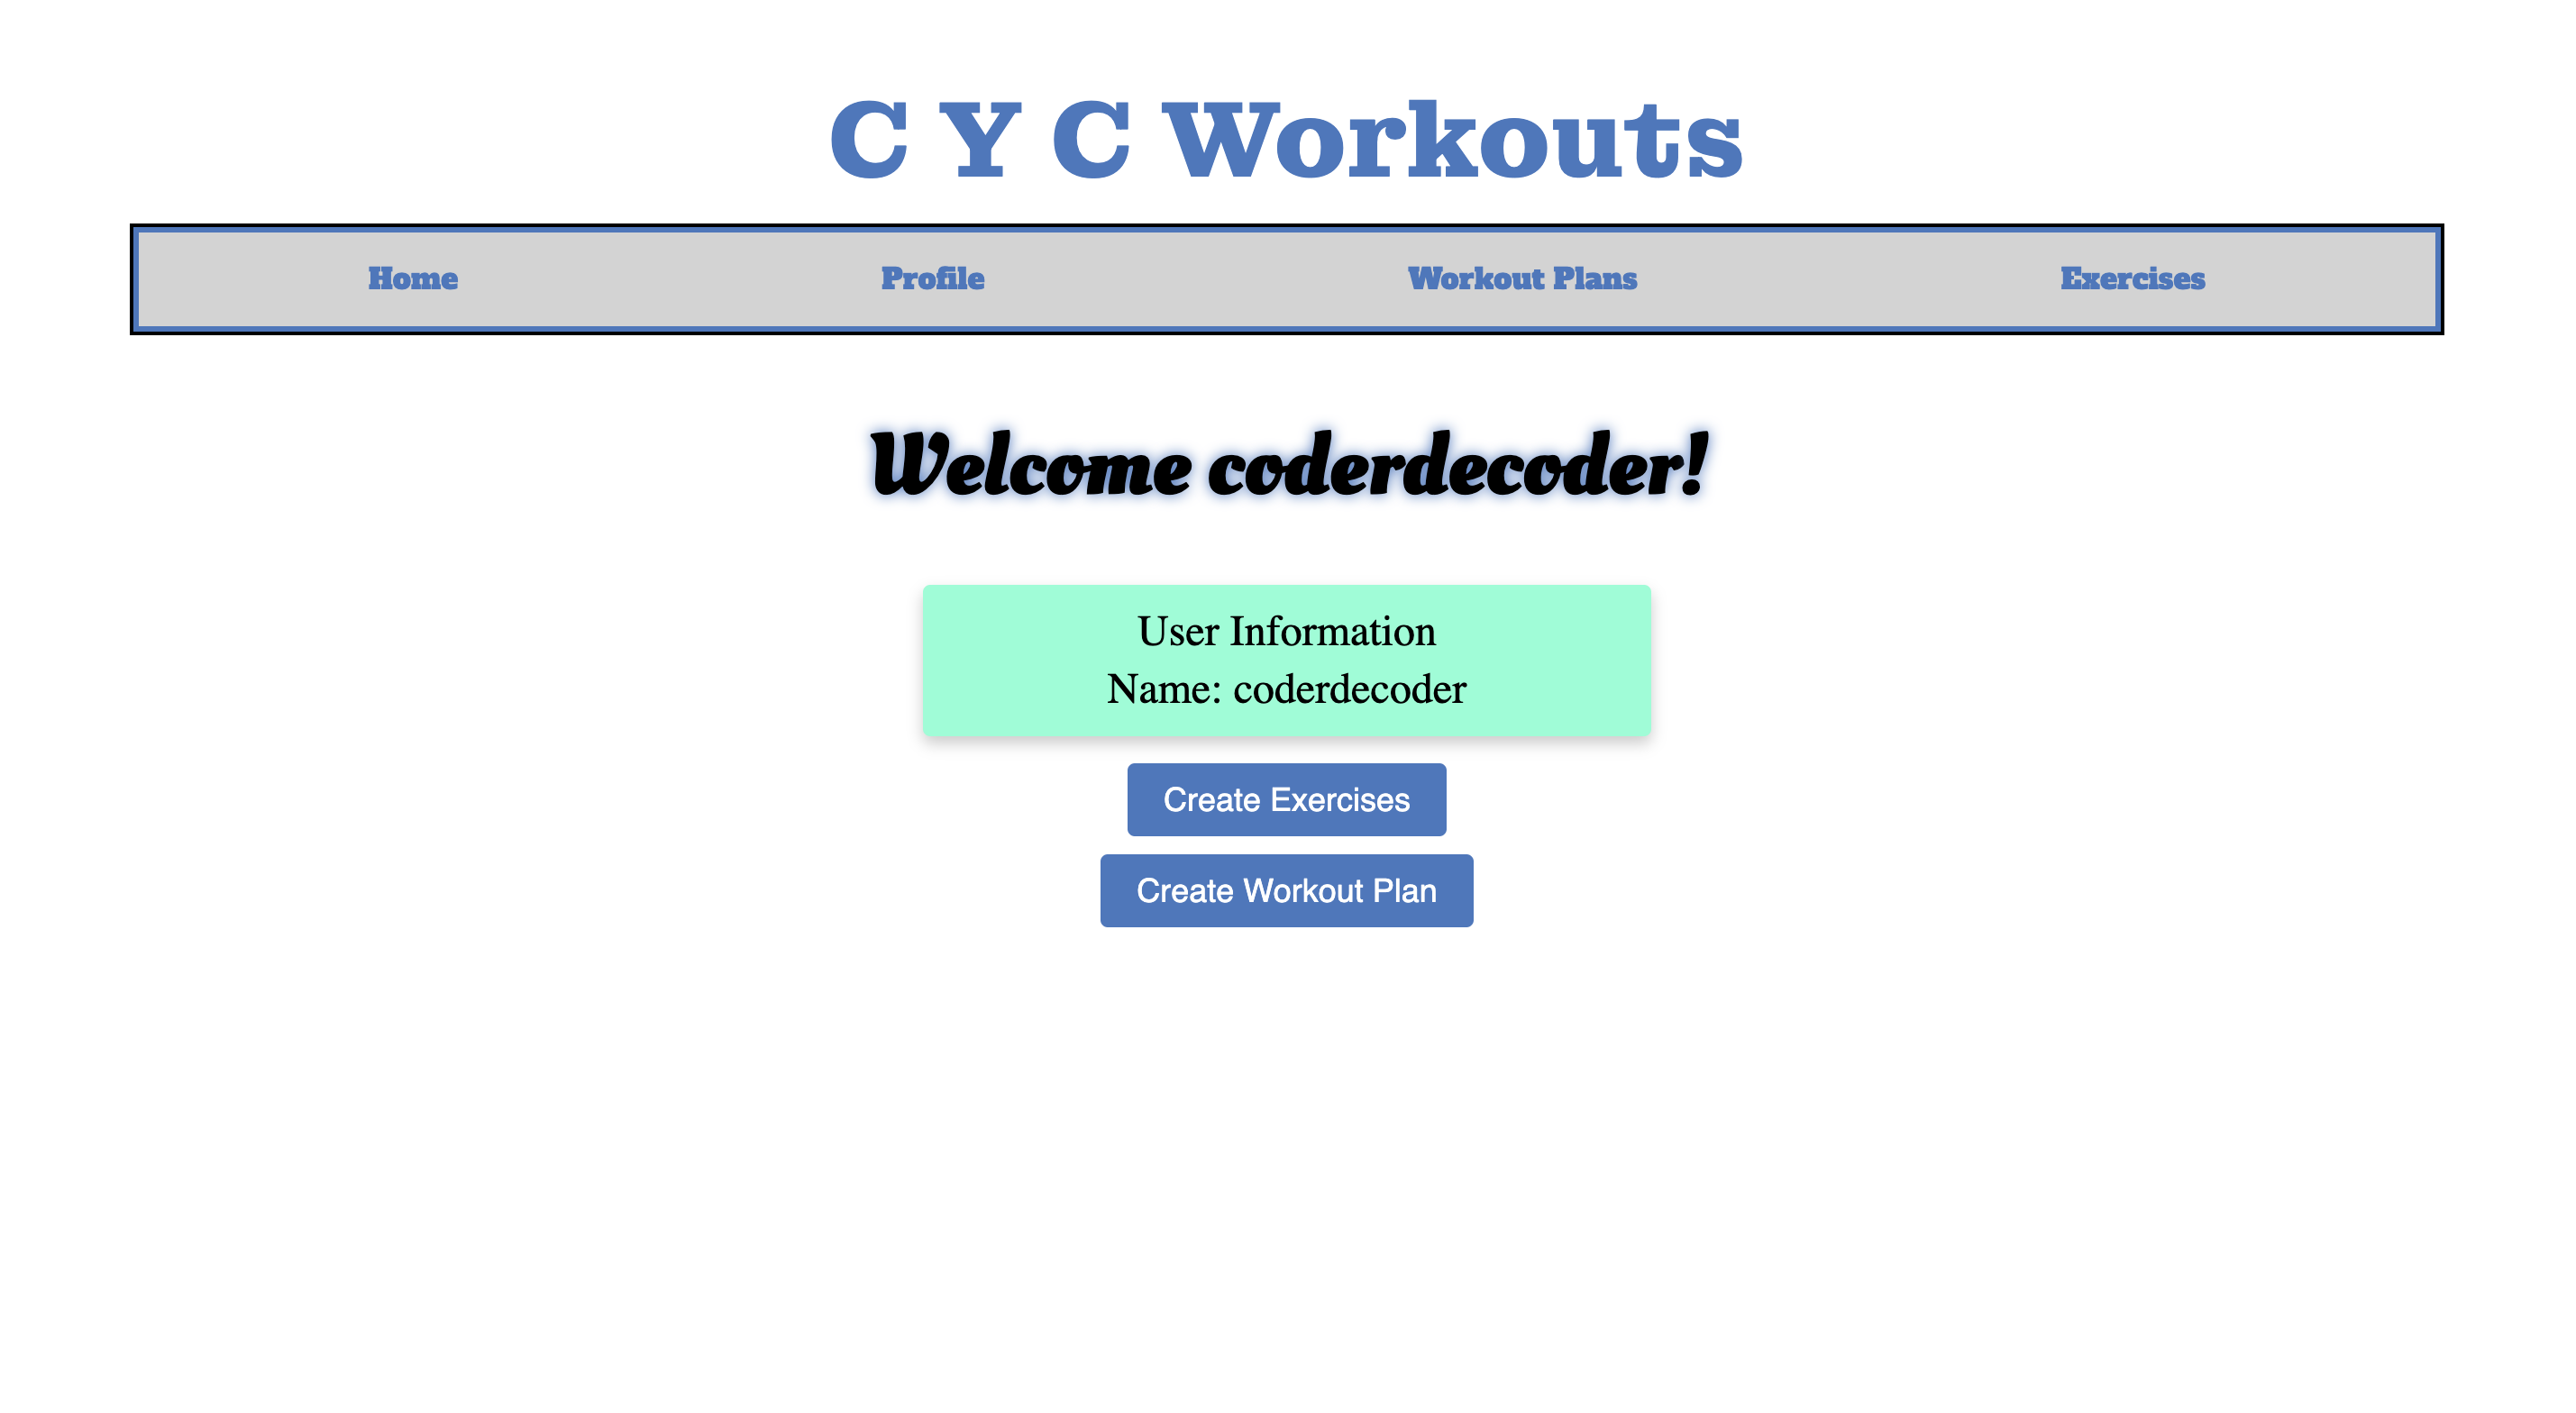 C Y C Workouts
Home Profile Workout Plans Exercises
Welcome coderdecoder!
User Information
Name: coderdecoder
Create Exercises
Create Workout Plan